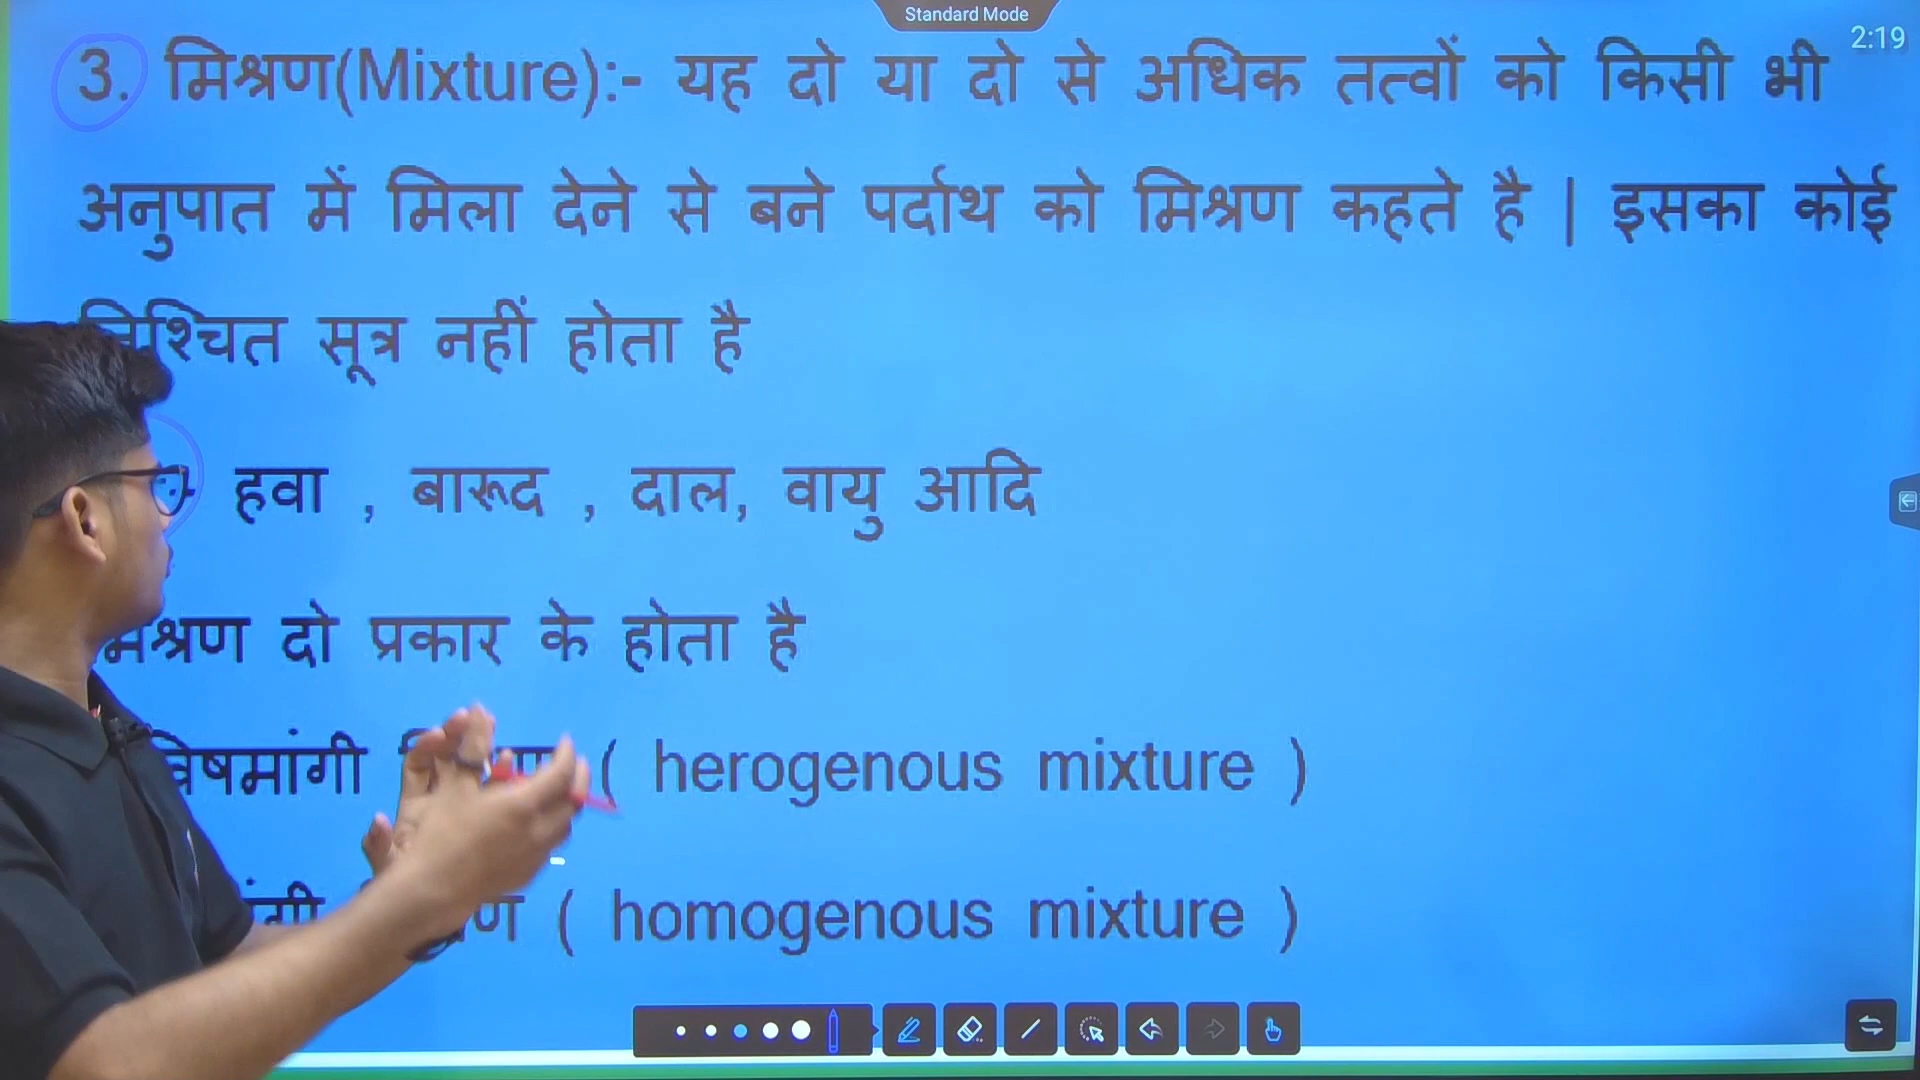 Standard Mode
2:19
3. मिश्रण(Mixture):- यह दो या दो से अधिक तत्वों को किसी भी
अनुपात में मिला देने से बने पर्दाथ को मिश्रण कहते है | इसका कोई
निश्चित सूत्र नहीं होता है
हवा , बारूद , दाल, वायु आदि
मिश्रण दो प्रकार के होता है
विषमांगी ( herogenous mixture )
( homogenous mixture )